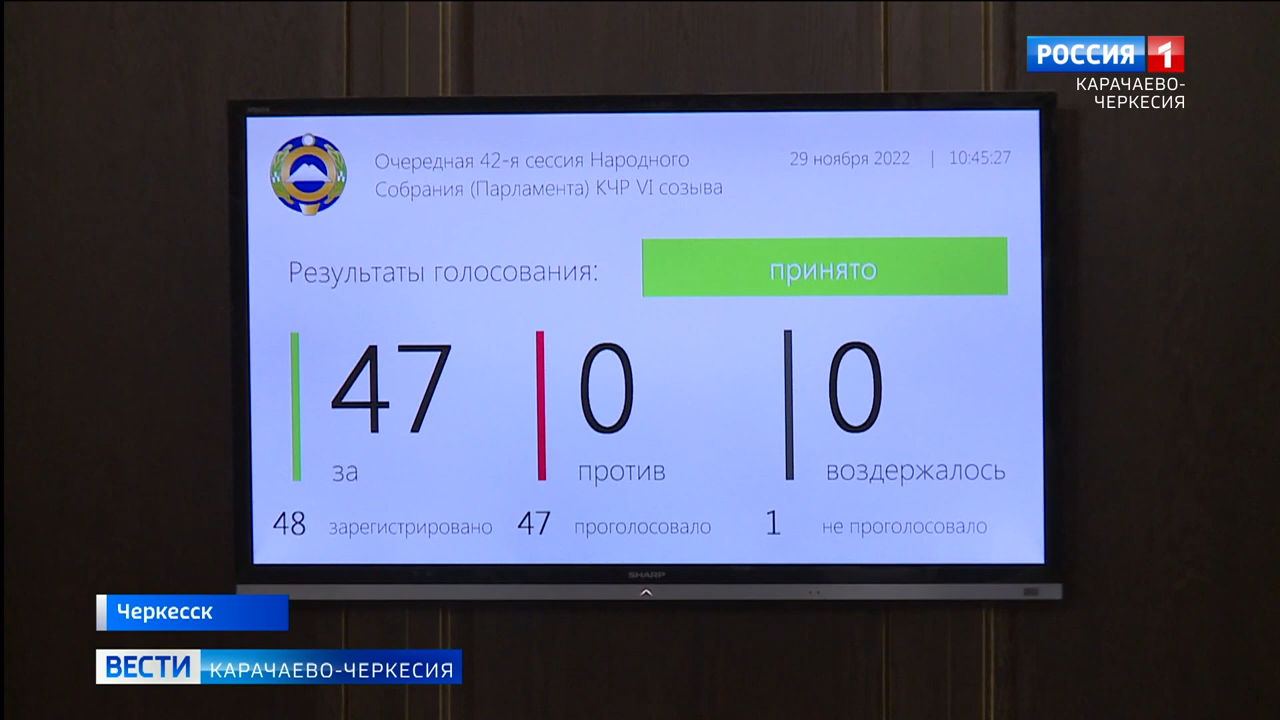 РОССИЯ 1
КАРАЧАЕВО-
ЧЕРКЕСИЯ
Очередная 42-я сессия Народного
Собрания (Парламента) КЧР VI созыва
29 ноября 2022 | 10:45:27
Результаты голосования:
принято
47 0 0
за против воздержалось
48 зарегистрировано 47 проголосовало 1 не проголосовало
SHARP
Черкесск
ВЕСТИ КАРАЧАЕВО-ЧЕРКЕСИЯ